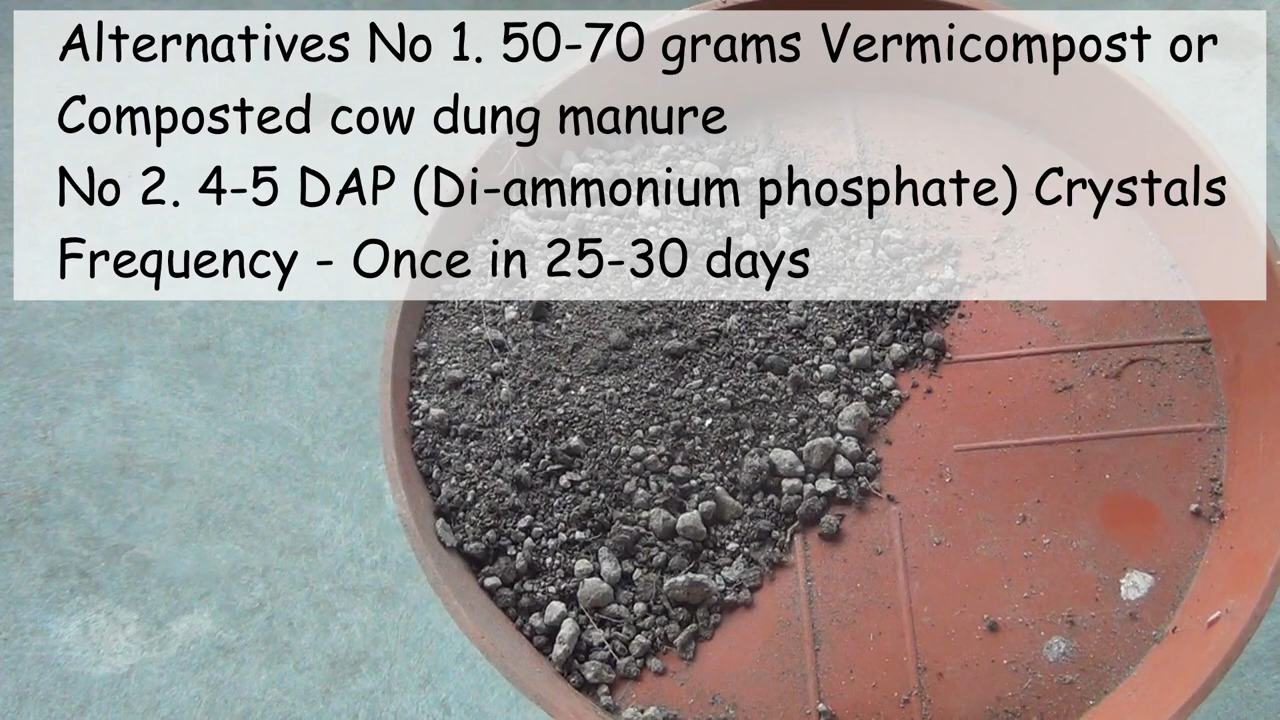 Alternatives No 1. 50-70 grams Vermicompost or
Composted cow dung manure
No 2. 4-5 DAP (Di-ammonium phosphate) Crystals
Frequency - Once in 25-30 days